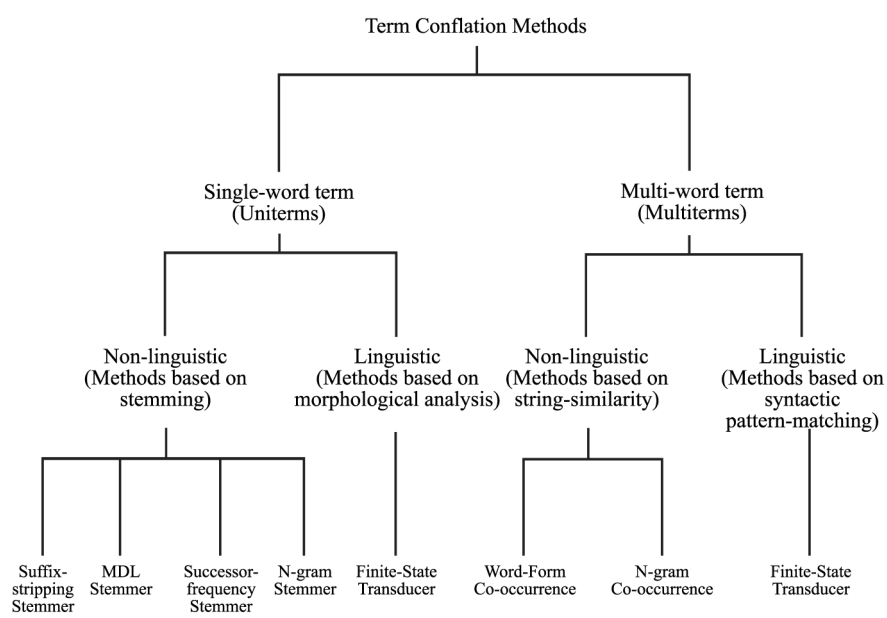 Term Conflation Methods
Single-word term
(Uniterms)
Multi-word term
(Multiterms)
Non-linguistic
(Methods based on
stemming)
Linguistic
(Methods based on
morphological analysis)
Non-linguistic
(Methods based on
string-similarity)
Linguistic
(Methods based on
syntactic
pattern-matching)
Suffix-
stripping
Stemmer
MDL
Stemmer
Successor-
frequency
Stemmer
N-gram
Stemmer
Finite-State
Transducer
Word-Form
Co-occurrence
N-gram
Co-occurrence
Finite-State
Transducer